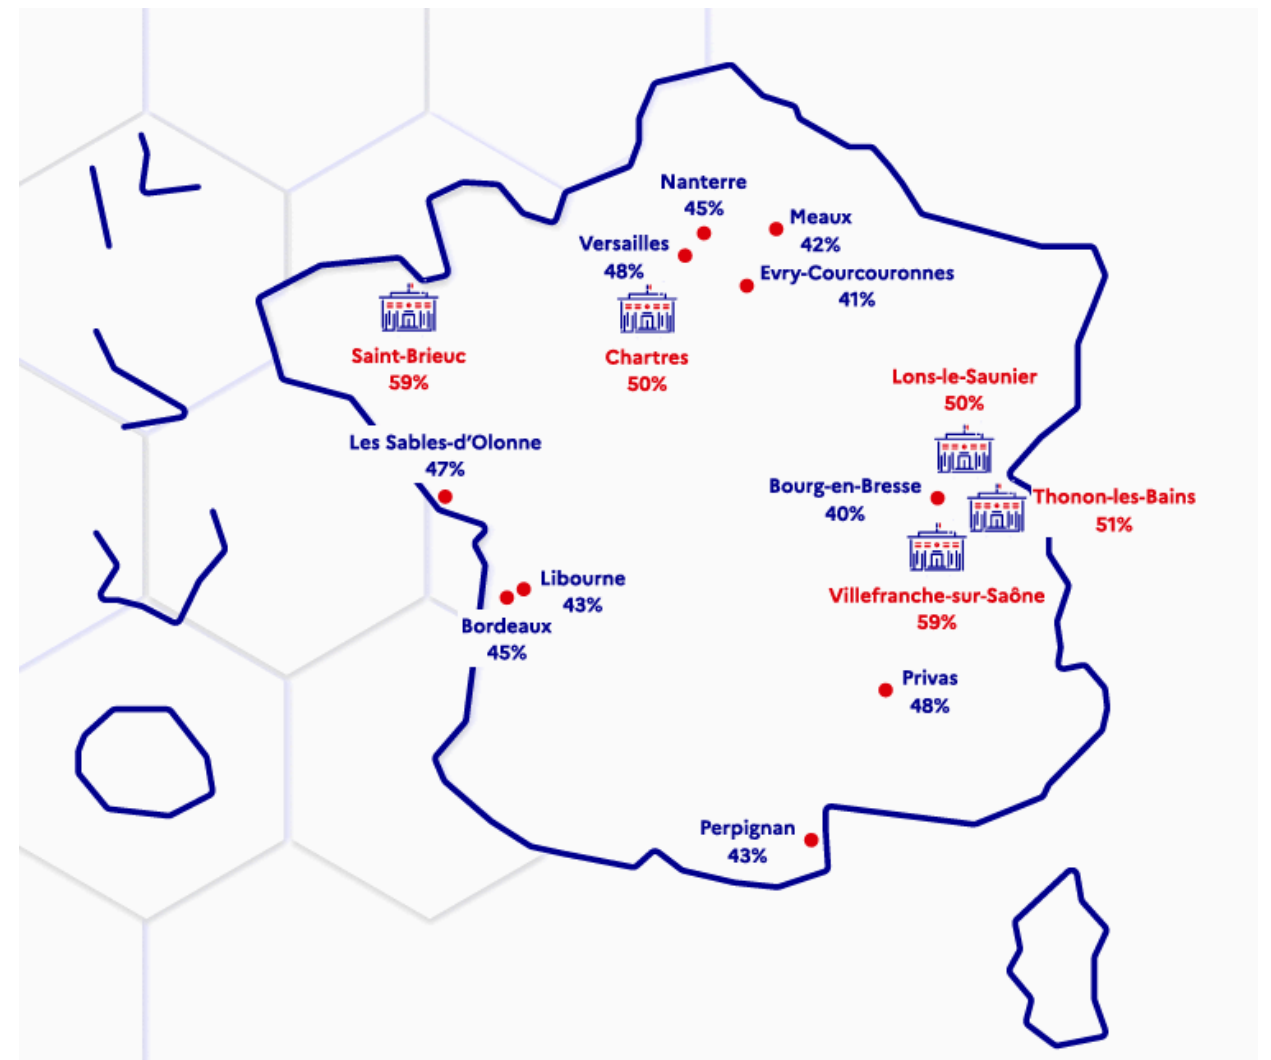 Nanterre
45%
Meaux
42%
Versailles
48%
Evry-Courcouronnes
41%
Saint-Brieuc
59%
Chartres
50%
Lons-le-Saunier
50%
Les Sables-d'Olonne
47%
Bourg-en-Bresse
40%
Thonon-les-Bains
51%
Libourne
43%
Villefranche-sur-Saône
59%
Bordeaux
45%
Privas
48%
Perpignan
43%